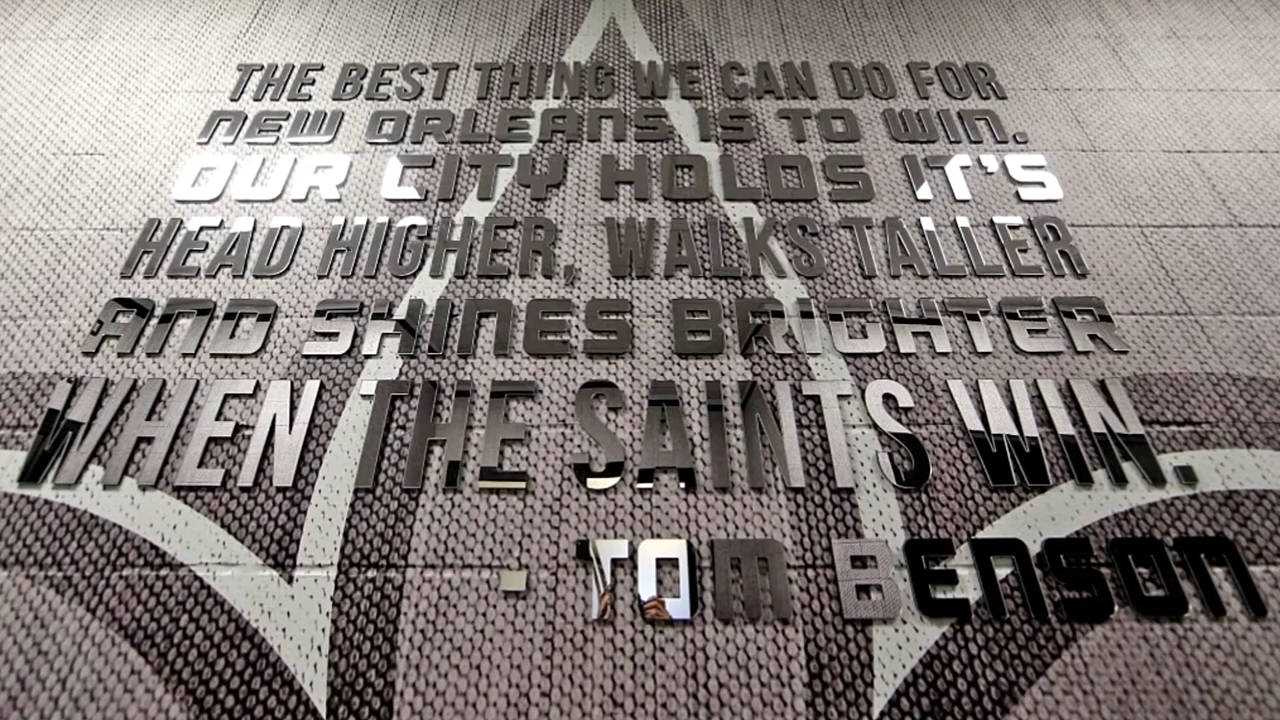 THE BEST THING WE CAN DO FOR
NEW ORLEANS IS TO WIN.
OUR CITY HOLDS IT'S
HEAD HIGHER, WALKS TALLER
AND SHINES BRIGHTER
WHEN THE SAINTS WIN.
- TOM BENSON